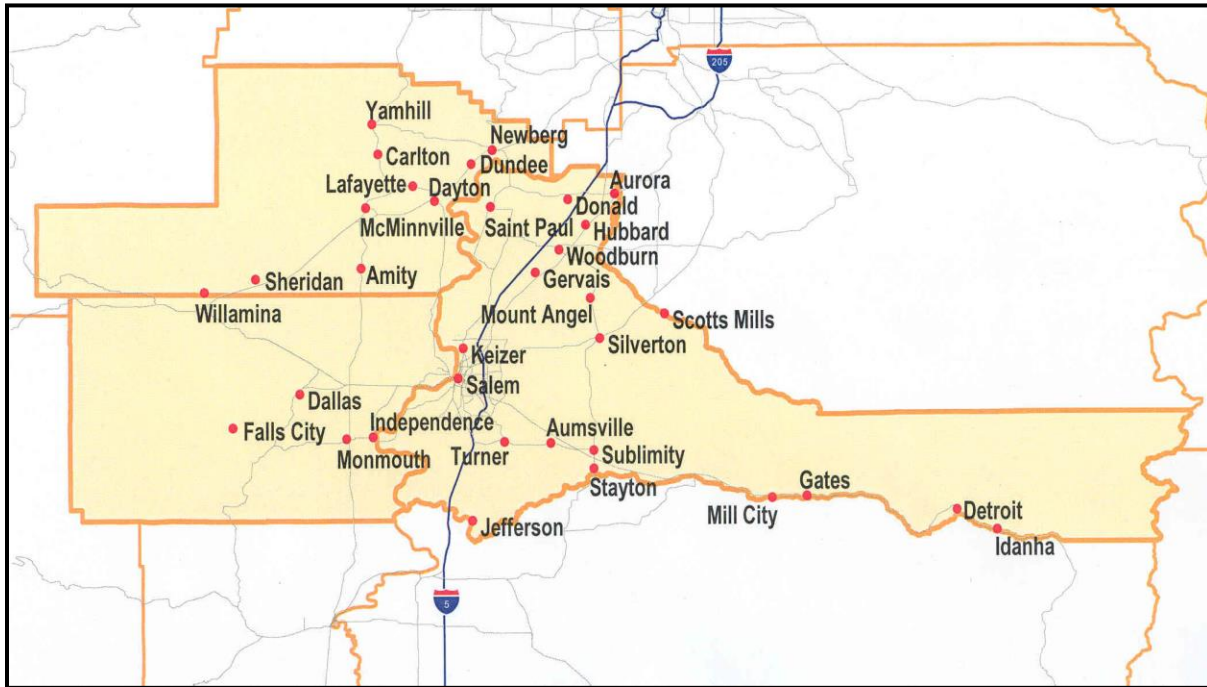 205
Yamhill
Newberg
Carlton
Dundee
Lafayette
Dayton
Aurora
Donald
McMinnville
Saint Paul
Hubbard
Woodburn
Sheridan
Amity
Gervais
Willamina
Mount Angel
Scotts Mills
Silverton
Keizer
Salem
Dallas
Independence
Aumsville
Falls City
Monmouth
Turner
Sublimity
Stayton
Gates
Mill City
Detroit
Jefferson
Idanha
5